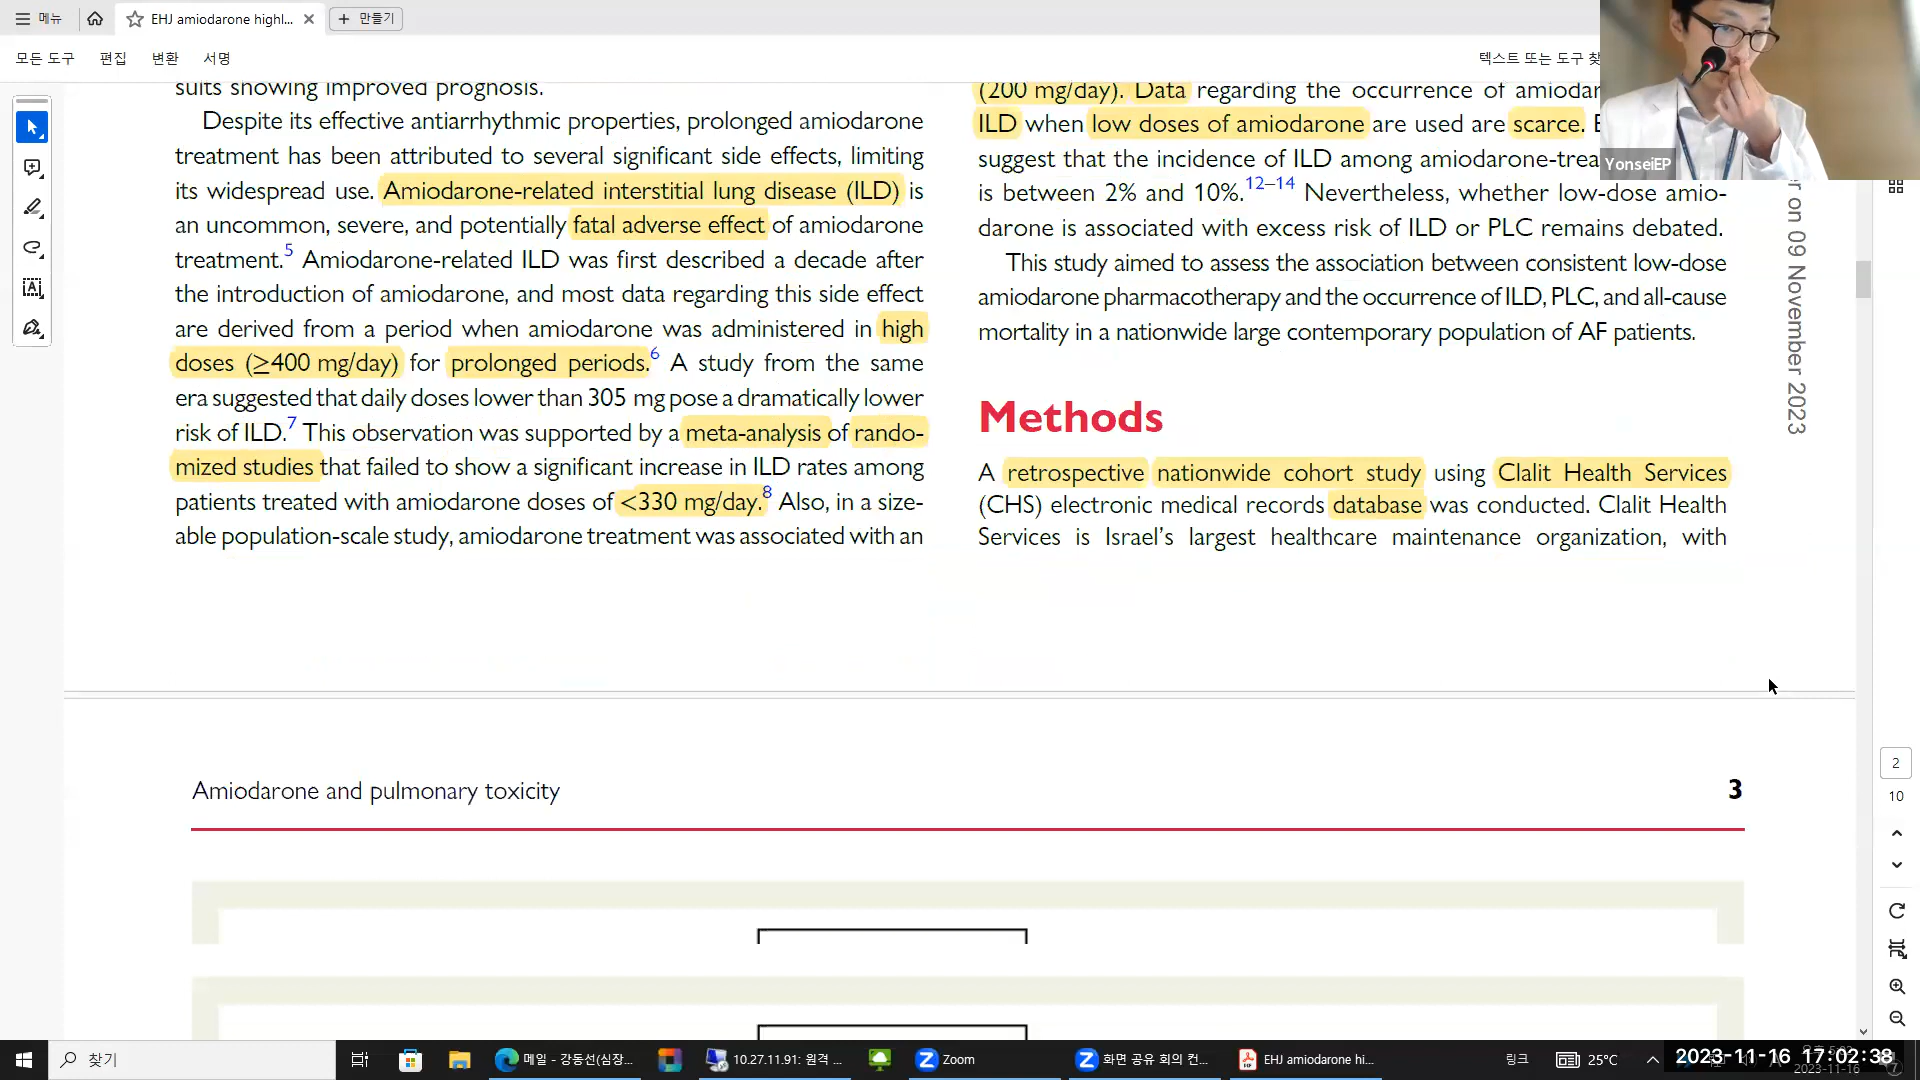 메뉴
EHJ amiodarone highl...
만들기
모든 도구
편집
변환
서명
텍스트 또는 도구 찾
YonseiEP
suits showing improved prognosis.
Despite its effective antiarrhythmic properties, prolonged amiodarone
treatment has been attributed to several significant side effects, limiting
its widespread use. Amiodarone-related interstitial lung disease (ILD) is
an uncommon, severe, and potentially fatal adverse effect of amiodarone
treatment.5 Amiodarone-related ILD was first described a decade after
the introduction of amiodarone, and most data regarding this side effect
are derived from a period when amiodarone was administered in high
doses (≥400 mg/day) for prolonged periods.6 A study from the same
era suggested that daily doses lower than 305 mg pose a dramatically lower
risk of ILD.7 This observation was supported by a meta-analysis of rando-
mized studies that failed to show a significant increase in ILD rates among
patients treated with amiodarone doses of <330 mg/day.8 Also, in a size-
able population-scale study, amiodarone treatment was associated with an
(200 mg/day). Data regarding the occurrence of amiodar
ILD when low doses of amiodarone are used are scarce.
suggest that the incidence of ILD among amiodarone-trea
is between 2% and 10%.12–14 Nevertheless, whether low-dose amio-
darone is associated with excess risk of ILD or PLC remains debated.
This study aimed to assess the association between consistent low-dose
amiodarone pharmacotherapy and the occurrence of ILD, PLC, and all-cause
mortality in a nationwide large contemporary population of AF patients.
Methods
A retrospective nationwide cohort study using Clalit Health Services
(CHS) electronic medical records database was conducted. Clalit Health
Services is Israel's largest healthcare maintenance organization, with
r on 09 November 2023
2
10
Amiodarone and pulmonary toxicity
3
찾기
메일 - 강동선(심장...
10.27.11.91: 원격 ...
Zoom
화면 공유 회의 컨...
EHJ amiodarone hi...
링크
25°C
2023-11-16 17:02:38
2023-11-16
7